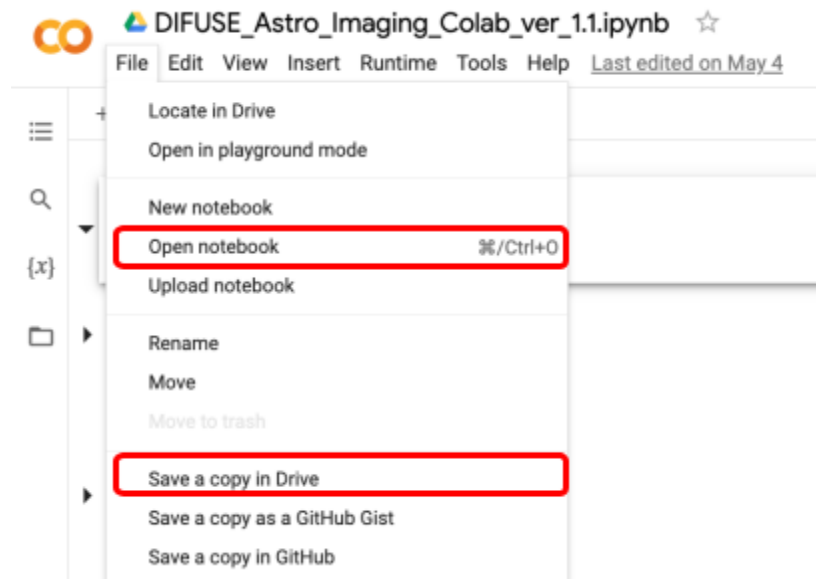 DIFUSE_Astro_Imaging_Colab_ver_1.1.ipynb
File Edit View Insert Runtime Tools Help Last edited on May 4
+
Locate in Drive
Open in playground mode
New notebook
Open notebook ⌘/Ctrl+O
{x}
Upload notebook
Rename
Move
Move to trash
Save a copy in Drive
Save a copy as a GitHub Gist
Save a copy in GitHub